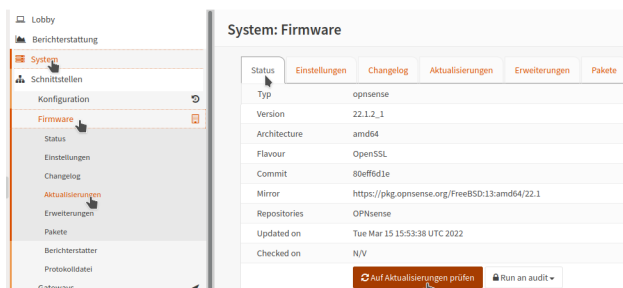 Lobby
Berichterstattung
System
Schnittstellen
Konfiguration
Firmware
Status
Einstellungen
Changelog
Aktualisierungen
Erweiterungen
Pakete
Berichterstatter
Protokolldatei
Gateways
System: Firmware
Status Einstellungen Changelog Aktualisierungen Erweiterungen Pakete
Typ opnsense
Version 22.1.2_1
Architecture amd64
Flavour OpenSSL
Commit 80eff6d1e
Mirror https://pkg.opnsense.org/FreeBSD:13:amd64/22.1
Repositories OPNsense
Updated on Tue Mar 15 15:53:38 UTC 2022
Checked on N/V
Auf Aktualisierungen prüfen Run an audit